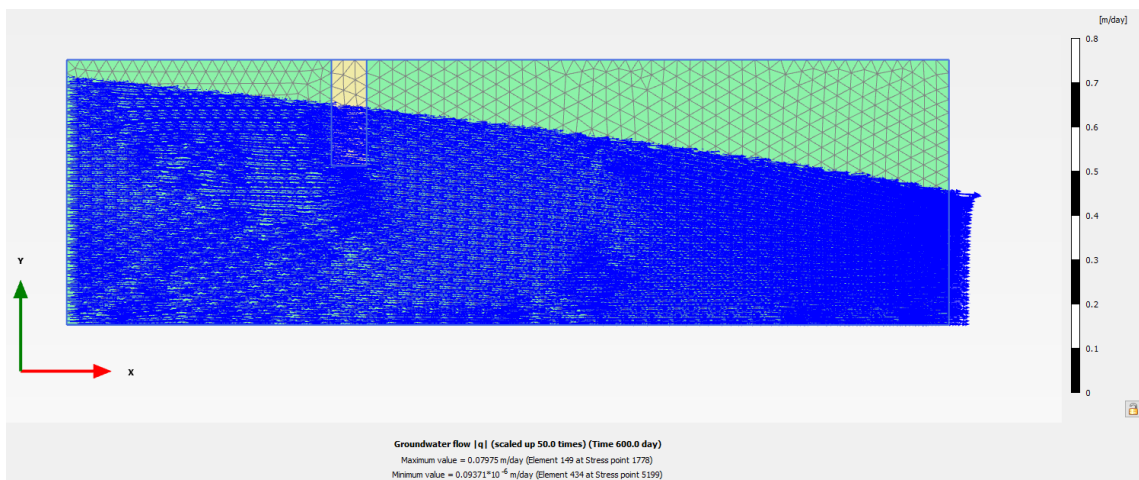 [m/day]
0.8
0.7
0.6
0.5
0.4
0.3
0.2
0.1
0
Y
X
Groundwater flow |q| (scaled up 50.0 times) (Time 600.0 day)
Maximum value = 0.07975 m/day (Element 149 at Stress point 1778)
Minimum value = 0.09371*10⁻⁶ m/day (Element 434 at Stress point 5199)